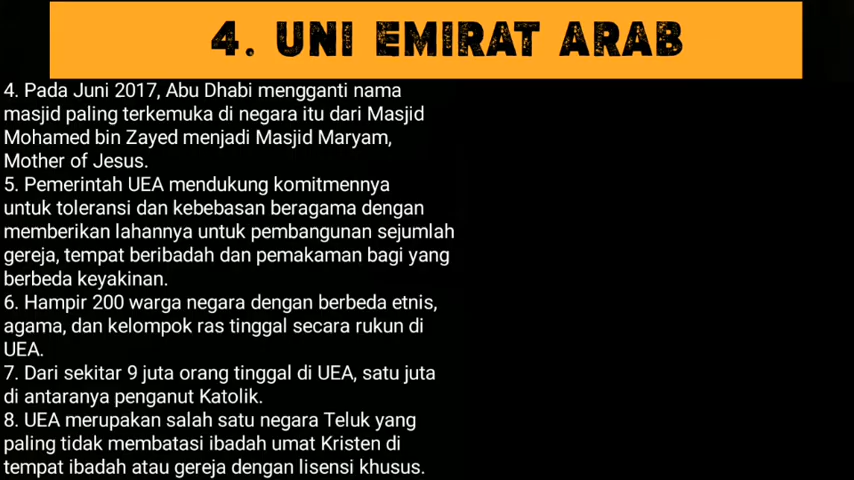 4. UNI EMIRAT ARAB
4. Pada Juni 2017, Abu Dhabi mengganti nama
masjid paling terkemuka di negara itu dari Masjid
Mohamed bin Zayed menjadi Masjid Maryam,
Mother of Jesus.
5. Pemerintah UEA mendukung komitmennya
untuk toleransi dan kebebasan beragama dengan
memberikan lahannya untuk pembangunan sejumlah
gereja, tempat beribadah dan pemakaman bagi yang
berbeda keyakinan.
6. Hampir 200 warga negara dengan berbeda etnis,
agama, dan kelompok ras tinggal secara rukun di
UEA.
7. Dari sekitar 9 juta orang tinggal di UEA, satu juta
di antaranya penganut Katolik.
8. UEA merupakan salah satu negara Teluk yang
paling tidak membatasi ibadah umat Kristen di
tempat ibadah atau gereja dengan lisensi khusus.